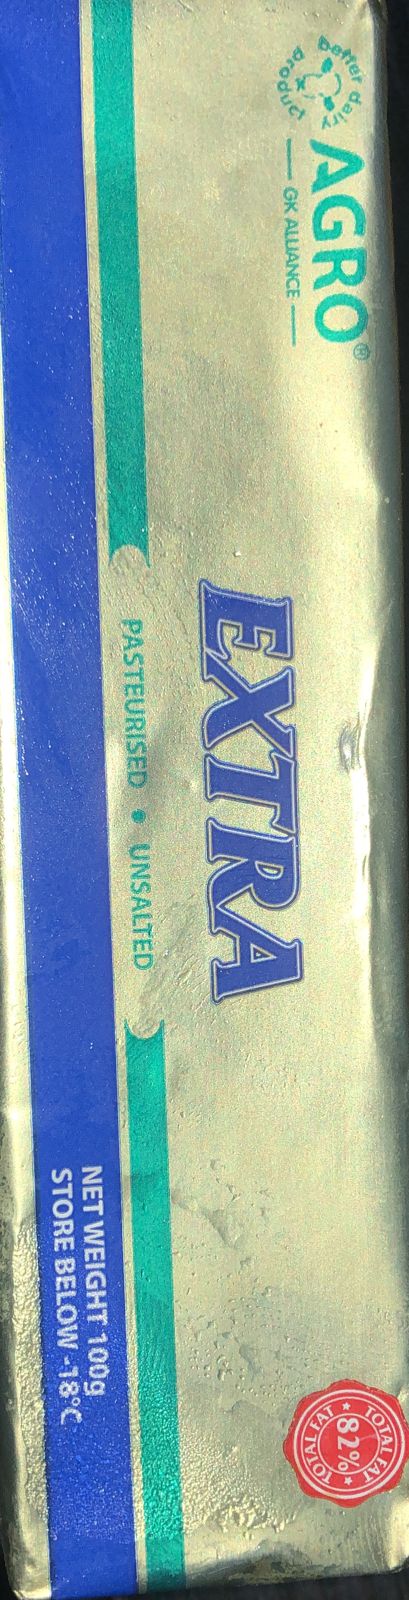 better dairy product
AGRO®
GK ALLIANCE
EXTRA
PASTEURISED • UNSALTED
NET WEIGHT 100g
STORE BELOW -18°C
TOTAL FAT
82%
TOTAL FAT